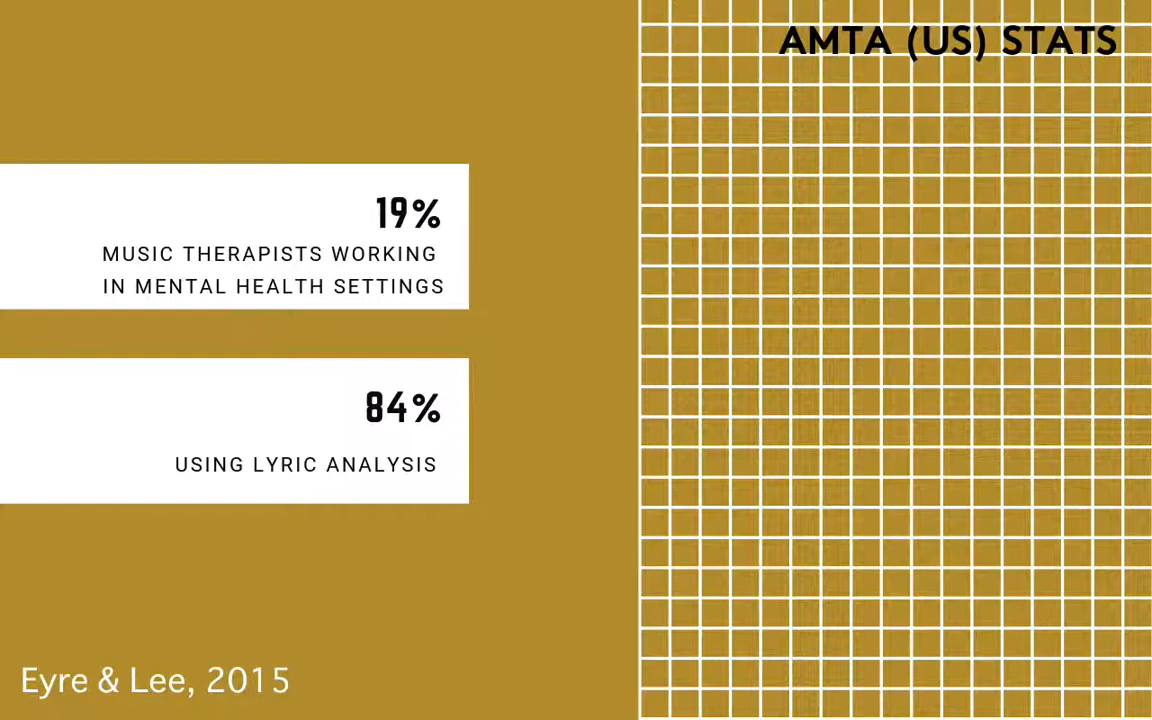 AMTA (US) STATS
19%
MUSIC THERAPISTS WORKING
IN MENTAL HEALTH SETTINGS
84%
USING LYRIC ANALYSIS
Eyre & Lee, 2015